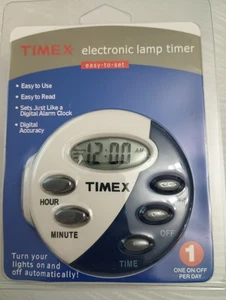 TIMEX electronic lamp timer
easy-to-set
• Easy to Use
• Easy to Read
• Sets Just Like a
Digital Alarm Clock
• Digital
Accuracy
12:00 AM
TIMEX
HOUR
MINUTE
ON
OFF
TIME
Turn your
lights on and
off automatically!
1
ONE ON OFF
PER DAY